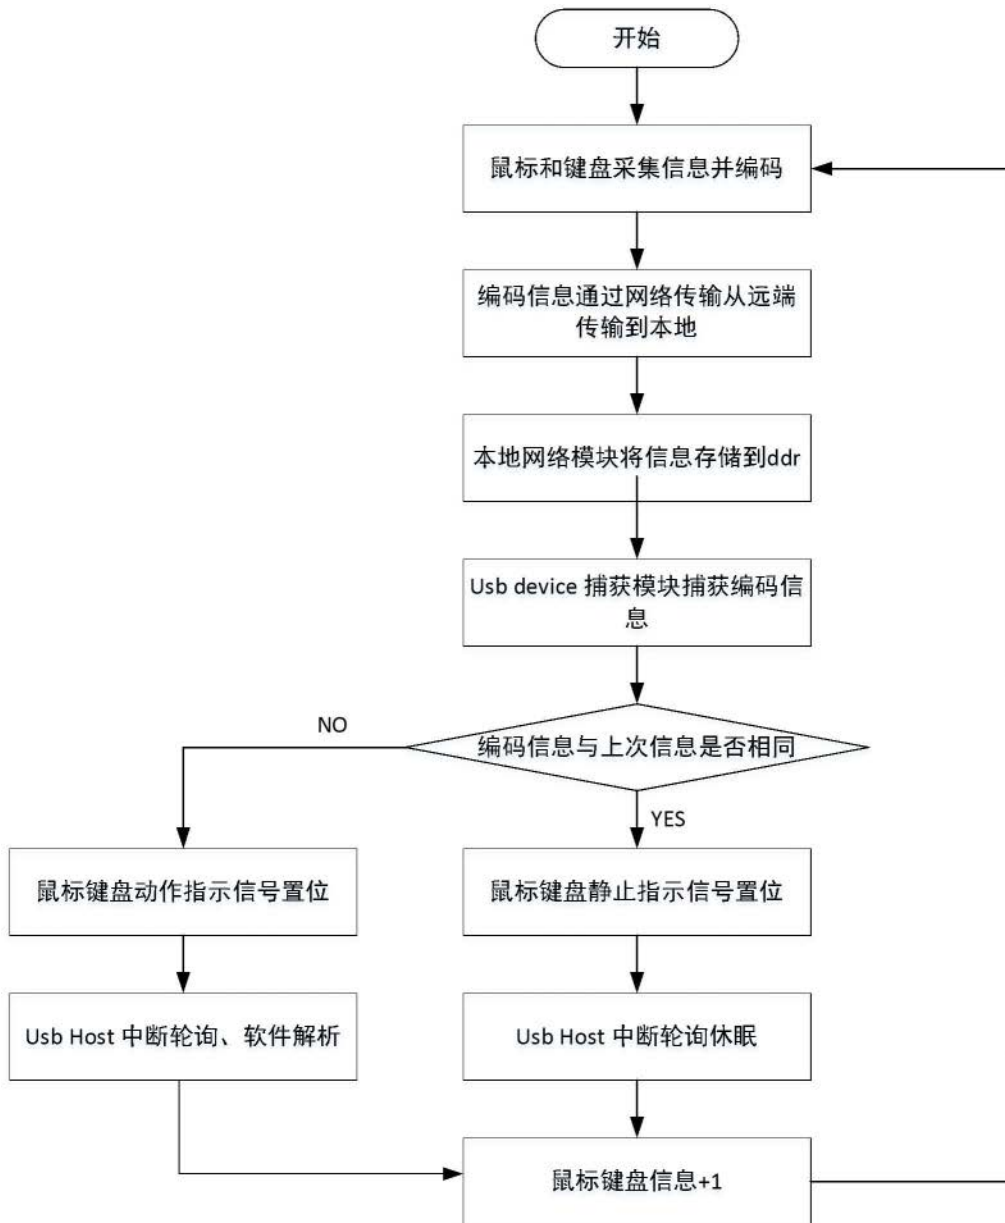 开始
鼠标和键盘采集信息并编码
编码信息通过网络传输从远端
传输到本地
本地网络模块将信息存储到ddr
Usb device 捕获模块捕获编码信
息
编码信息与上次信息是否相同
NO
YES
鼠标键盘动作指示信号置位
鼠标键盘静止指示信号置位
Usb Host 中断轮询、软件解析
Usb Host 中断轮询休眠
鼠标键盘信息+1